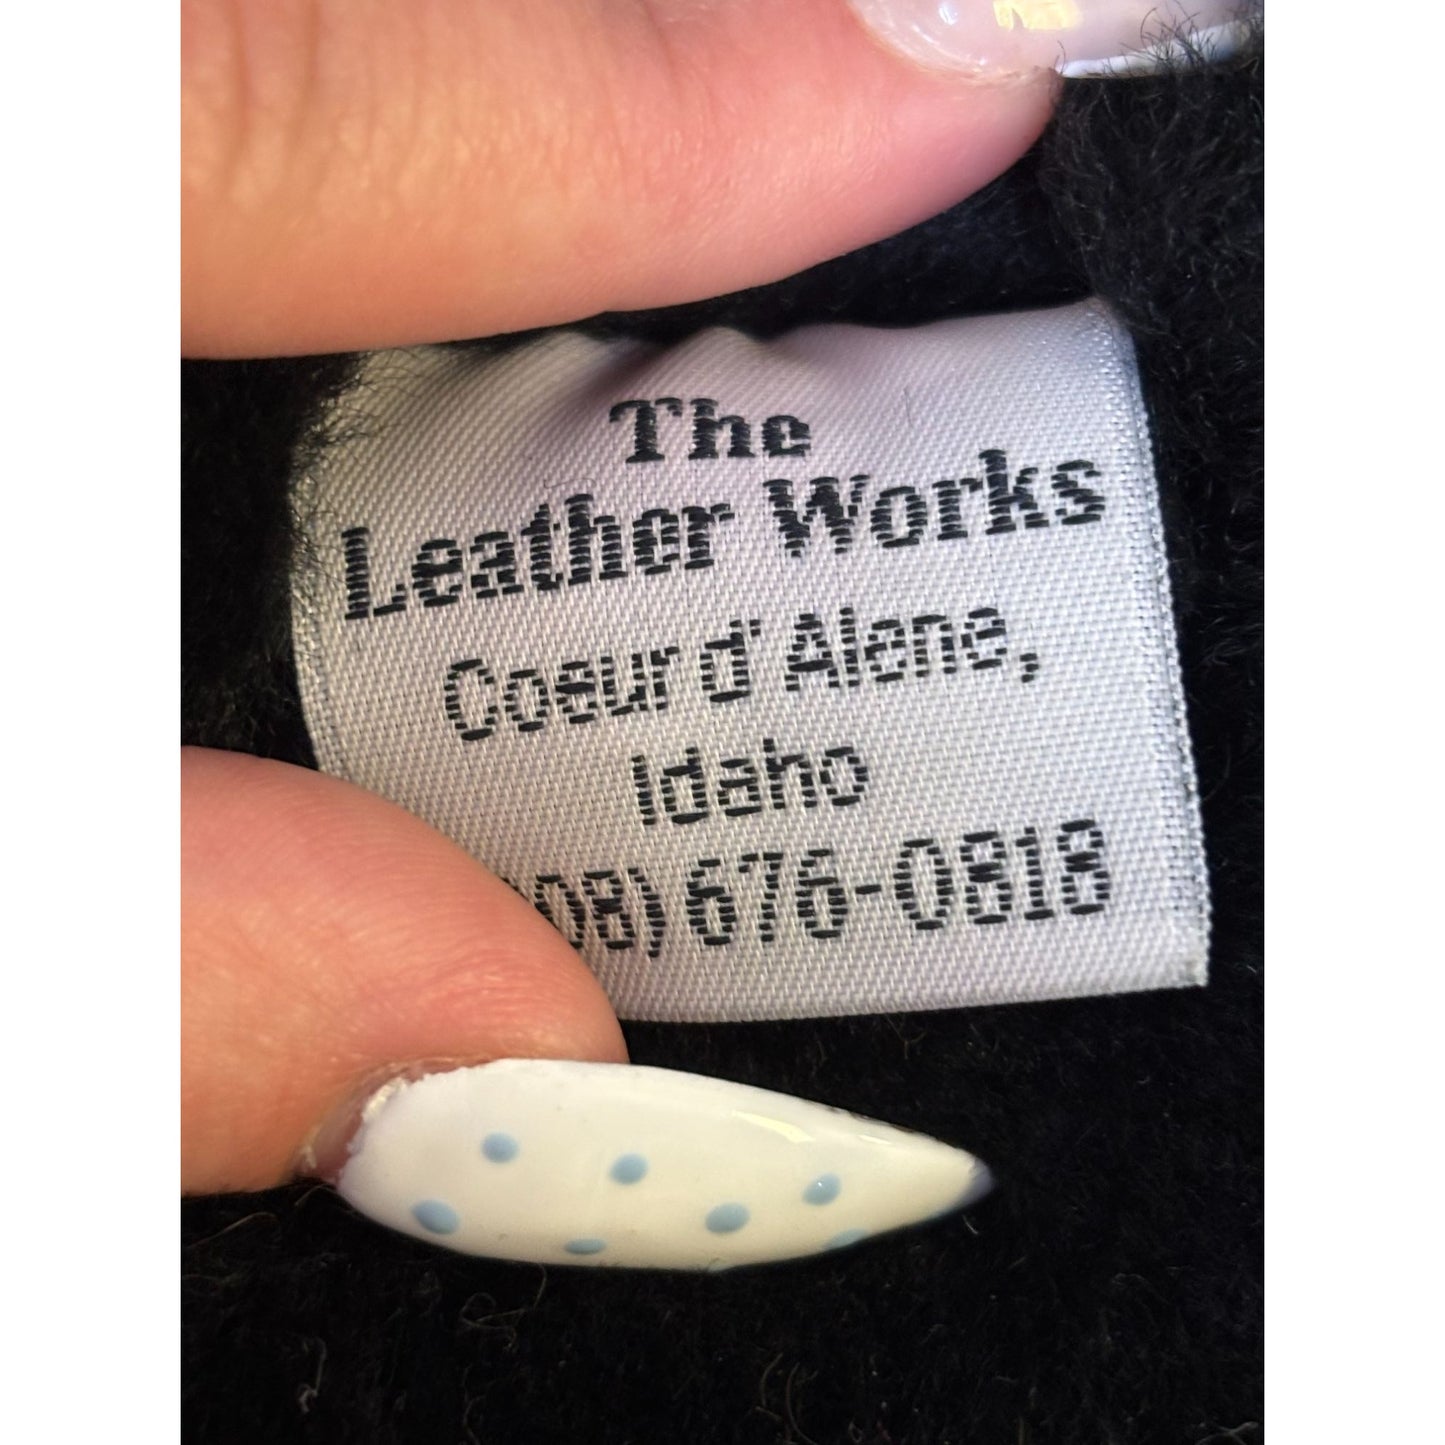 The
Leather Works
Coeur d'Alene,
Idaho
08) 676-0818